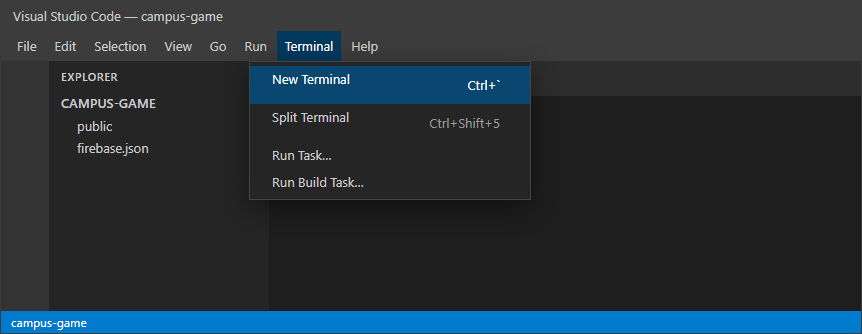 Visual Studio Code — campus-game
File Edit Selection View Go Run Terminal Help
EXPLORER
CAMPUS-GAME
public
firebase.json
New Terminal Ctrl+`
Split Terminal Ctrl+Shift+5
Run Task...
Run Build Task...
campus-game